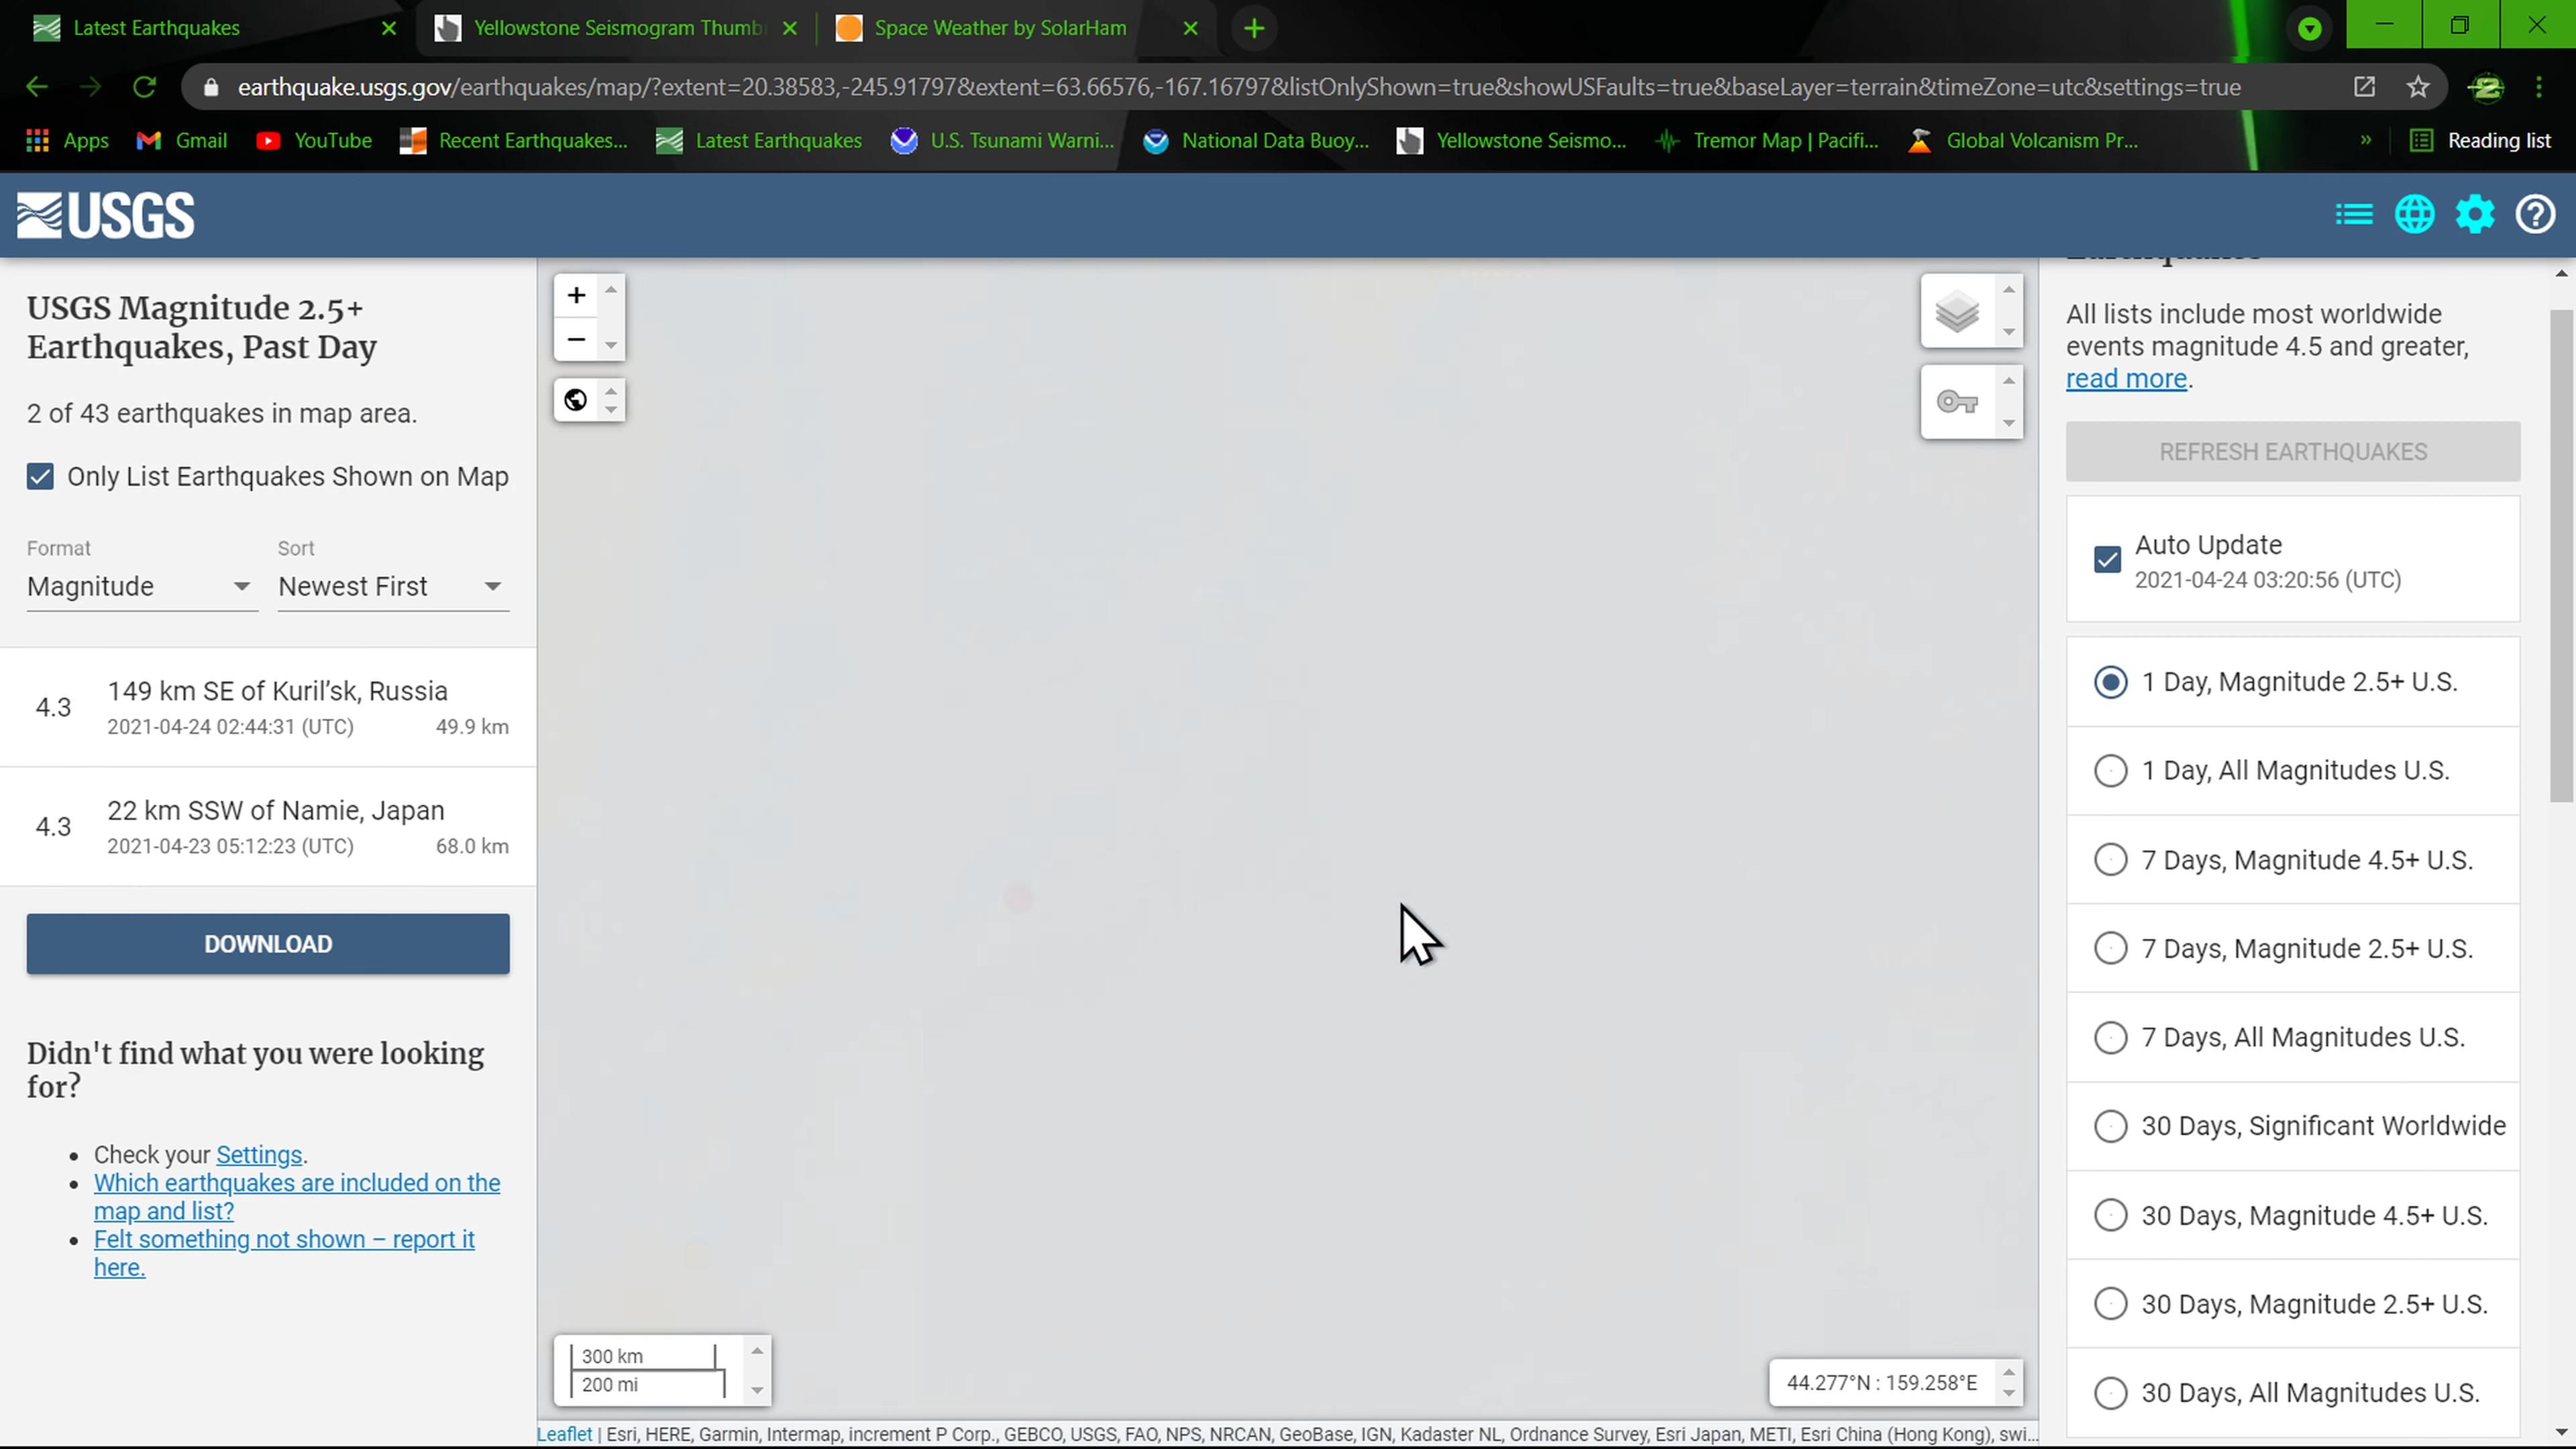 Latest Earthquakes
Yellowstone Seismogram Thumb
Space Weather by SolarHam
earthquake.usgs.gov/earthquakes/map/?extent=20.38583,-245.91797&extent=63.66576,-167.16797&listOnlyShown=true&showUSFaults=true&baseLayer=terrain&timeZone=utc&settings=true
Apps
Gmail
YouTube
Recent Earthquakes...
Latest Earthquakes
U.S. Tsunami Warni...
National Data Buoy...
Yellowstone Seismo...
Tremor Map | Pacifi...
Global Volcanism Pr...
»
Reading list
USGS
USGS Magnitude 2.5+
Earthquakes, Past Day
2 of 43 earthquakes in map area.
Only List Earthquakes Shown on Map
Format
Sort
Magnitude
Newest First
4.3
149 km SE of Kuril’sk, Russia
2021-04-24 02:44:31 (UTC)
49.9 km
4.3
22 km SSW of Namie, Japan
2021-04-23 05:12:23 (UTC)
68.0 km
DOWNLOAD
Didn't find what you were looking
for?
Check your Settings.
Which earthquakes are included on the
map and list?
Felt something not shown – report it
here.
+
−
300 km
200 mi
44.277°N : 159.258°E
Leaflet | Esri, HERE, Garmin, Intermap, increment P Corp., GEBCO, USGS, FAO, NPS, NRCAN, GeoBase, IGN, Kadaster NL, Ordnance Survey, Esri Japan, METI, Esri China (Hong Kong), swi...
Earthquakes
All lists include most worldwide
events magnitude 4.5 and greater,
read more.
REFRESH EARTHQUAKES
Auto Update
2021-04-24 03:20:56 (UTC)
1 Day, Magnitude 2.5+ U.S.
1 Day, All Magnitudes U.S.
7 Days, Magnitude 4.5+ U.S.
7 Days, Magnitude 2.5+ U.S.
7 Days, All Magnitudes U.S.
30 Days, Significant Worldwide
30 Days, Magnitude 4.5+ U.S.
30 Days, Magnitude 2.5+ U.S.
30 Days, All Magnitudes U.S.